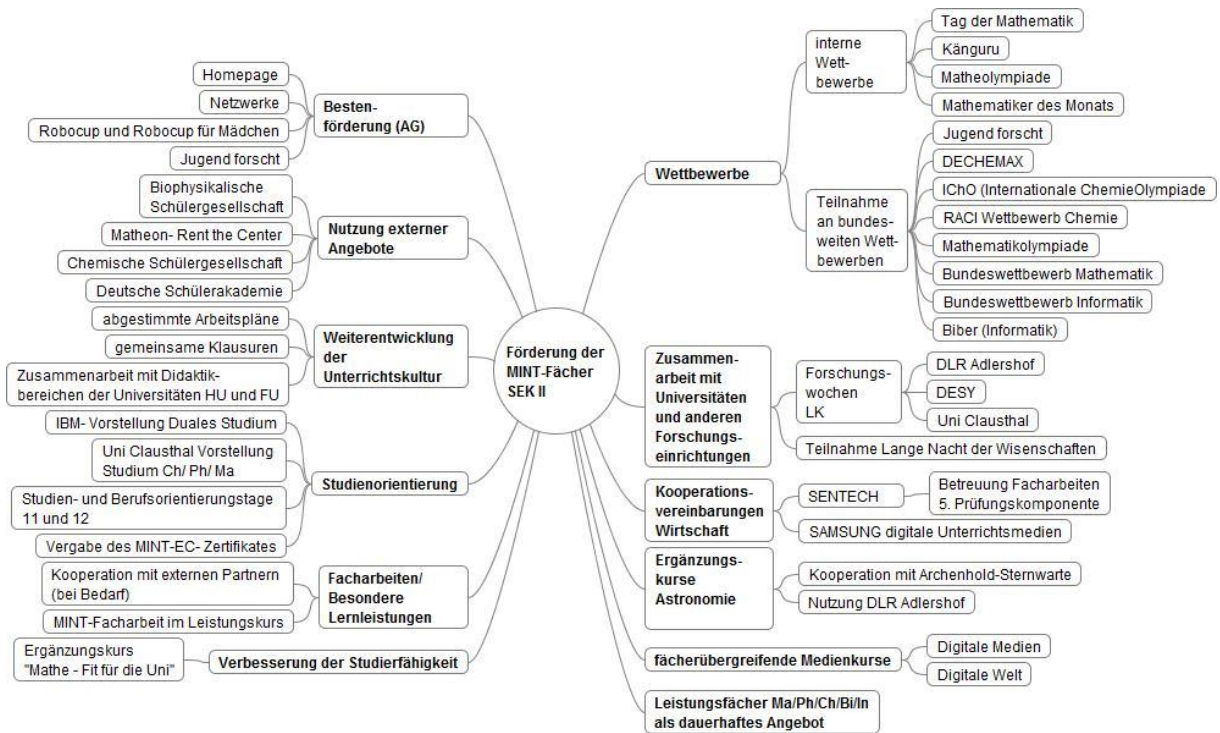 Förderung der
MINT-Fächer
SEK II
Besten-
förderung (AG)
Homepage
Netzwerke
Robocup und Robocup für Mädchen
Jugend forscht
Nutzung externer
Angebote
Biophysikalische
Schülergesellschaft
Matheon- Rent the Center
Chemische Schülergesellschaft
Deutsche Schülerakademie
Weiterentwicklung
der
Unterrichtskultur
abgestimmte Arbeitspläne
gemeinsame Klausuren
Zusammenarbeit mit Didaktik-
bereichen der Universitäten HU und FU
Studienorientierung
IBM- Vorstellung Duales Studium
Uni Clausthal Vorstellung
Studium Ch/ Ph/ Ma
Studien- und Berufsorientierungstage
11 und 12
Vergabe des MINT-EC- Zertifikates
Facharbeiten/
Besondere
Lernleistungen
Kooperation mit externen Partnern
(bei Bedarf)
MINT-Facharbeit im Leistungskurs
Verbesserung der Studierfähigkeit
Ergänzungskurs
"Mathe - Fit für die Uni"
Wettbewerbe
interne
Wett-
bewerbe
Tag der Mathematik
Känguru
Matheolympiade
Mathematiker des Monats
Teilnahme
an bundes-
weiten Wett-
bewerben
Jugend forscht
DECHEMAX
IChO (Internationale ChemieOlympiade
RACI Wettbewerb Chemie
Mathematikolympiade
Bundeswettbewerb Mathematik
Bundeswettbewerb Informatik
Biber (Informatik)
Zusammen-
arbeit mit
Universitäten
und anderen
Forschungs-
einrichtungen
Forschungs-
wochen
LK
DLR Adlershof
DESY
Uni Clausthal
Teilnahme Lange Nacht der Wisenschaften
Kooperations-
vereinbarungen
Wirtschaft
SENTECH
Betreuung Facharbeiten
5. Prüfungskomponente
SAMSUNG digitale Unterrichtsmedien
Ergänzungs-
kurse
Astronomie
Kooperation mit Archenhold-Sternwarte
Nutzung DLR Adlershof
fächerübergreifende Medienkurse
Digitale Medien
Digitale Welt
Leistungsfächer Ma/Ph/Ch/Bi/In
als dauerhaftes Angebot